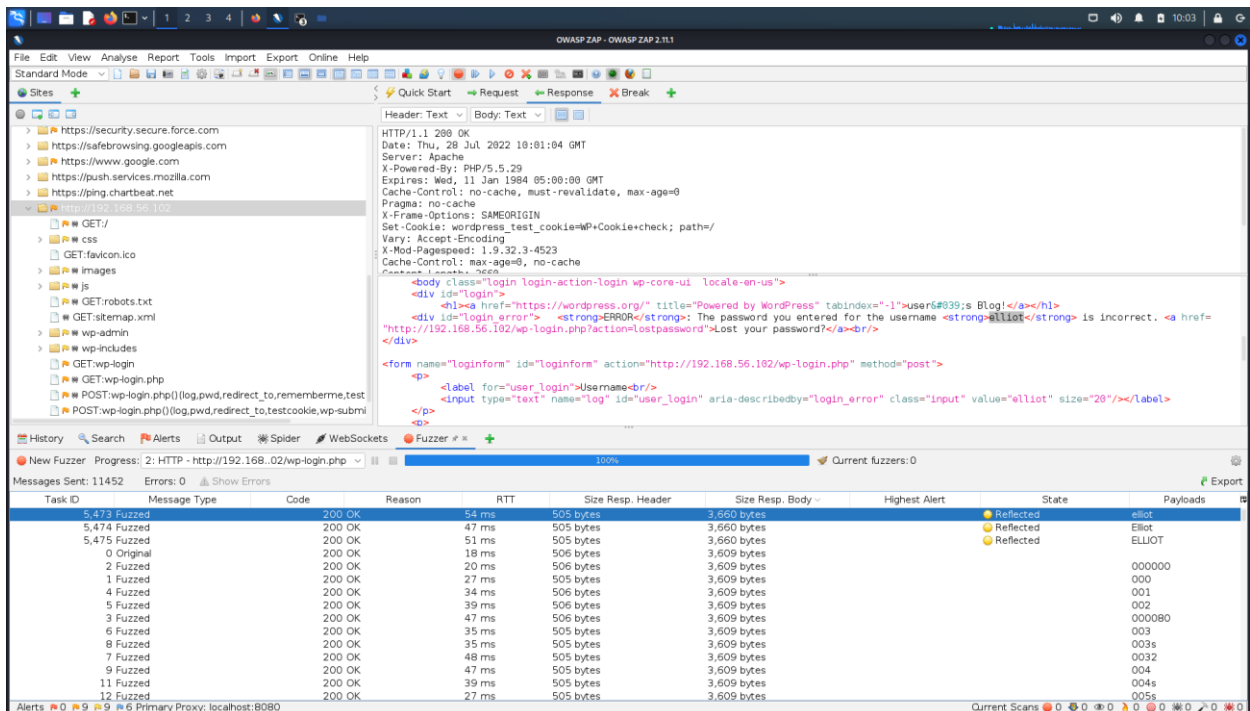 1 2 3 4
10:03
OWASP ZAP - OWASP ZAP 2.11.1
File Edit View Analyse Report Tools Import Export Online Help
Standard Mode
Sites
Quick Start Request Response Break
Header: Text Body: Text
https://security.secure.force.com
https://safebrowsing.googleapis.com
https://www.google.com
https://push.services.mozilla.com
https://ping.chartbeat.net
http://192.168.56.102
GET:/
css
GET:favicon.ico
images
js
GET:robots.txt
GET:sitemap.xml
wp-admin
wp-includes
GET:wp-login
GET:wp-login.php
POST:wp-login.php()(log,pwd,redirect_to,rememberme,test
POST:wp-login.php()(log,pwd,redirect_to,testcookie,wp-submi
HTTP/1.1 200 OK
Date: Thu, 28 Jul 2022 10:01:04 GMT
Server: Apache
X-Powered-By: PHP/5.5.29
Expires: Wed, 11 Jan 1984 05:00:00 GMT
Cache-Control: no-cache, must-revalidate, max-age=0
Pragma: no-cache
X-Frame-Options: SAMEORIGIN
Set-Cookie: wordpress_test_cookie=WP+Cookie+check; path=/
Vary: Accept-Encoding
X-Mod-Pagespeed: 1.9.32.3-4523
Cache-Control: max-age=0, no-cache
<body class="login login-action-login wp-core-ui locale-en-us">
<div id="login">
<h1><a href="https://wordpress.org/" title="Powered by WordPress" tabindex="-1">user&#039;s Blog!</a></h1>
<div id="login_error"> <strong>ERROR</strong>: The password you entered for the username <strong>elliot</strong> is incorrect. <a href=
"http://192.168.56.102/wp-login.php?action=lostpassword">Lost your password?</a><br/>
</div>
<form name="loginform" id="loginform" action="http://192.168.56.102/wp-login.php" method="post">
<p>
<label for="user_login">Username<br/>
<input type="text" name="log" id="user_login" aria-describedby="login_error" class="input" value="elliot" size="20"/></label>
</p>
<p>
History Search Alerts Output Spider WebSockets Fuzzer
New Fuzzer Progress: 2: HTTP - http://192.168..02/wp-login.php 100% Current fuzzers:0
Messages Sent: 11452 Errors: 0 Show Errors Export
Task ID Message Type Code Reason RTT Size Resp. Header Size Resp. Body Highest Alert State Payloads
5,473 Fuzzed 200 OK 54 ms 505 bytes 3,660 bytes Reflected elliot
5,474 Fuzzed 200 OK 47 ms 505 bytes 3,660 bytes Reflected Elliot
5,475 Fuzzed 200 OK 51 ms 505 bytes 3,660 bytes Reflected ELLIOT
0 Original 200 OK 18 ms 506 bytes 3,609 bytes
2 Fuzzed 200 OK 20 ms 506 bytes 3,609 bytes 000000
1 Fuzzed 200 OK 27 ms 505 bytes 3,609 bytes 000
4 Fuzzed 200 OK 34 ms 506 bytes 3,609 bytes 001
5 Fuzzed 200 OK 39 ms 506 bytes 3,609 bytes 002
3 Fuzzed 200 OK 47 ms 506 bytes 3,609 bytes 000080
6 Fuzzed 200 OK 35 ms 505 bytes 3,609 bytes 003
8 Fuzzed 200 OK 35 ms 505 bytes 3,609 bytes 003s
7 Fuzzed 200 OK 48 ms 505 bytes 3,609 bytes 0032
9 Fuzzed 200 OK 47 ms 505 bytes 3,609 bytes 004
11 Fuzzed 200 OK 39 ms 505 bytes 3,609 bytes 004s
12 Fuzzed 200 OK 27 ms 505 bytes 3,609 bytes 005s
Alerts 0 9 9 6 Primary Proxy: localhost:8080 Current Scans 0 0 0 0 0 0 0 0